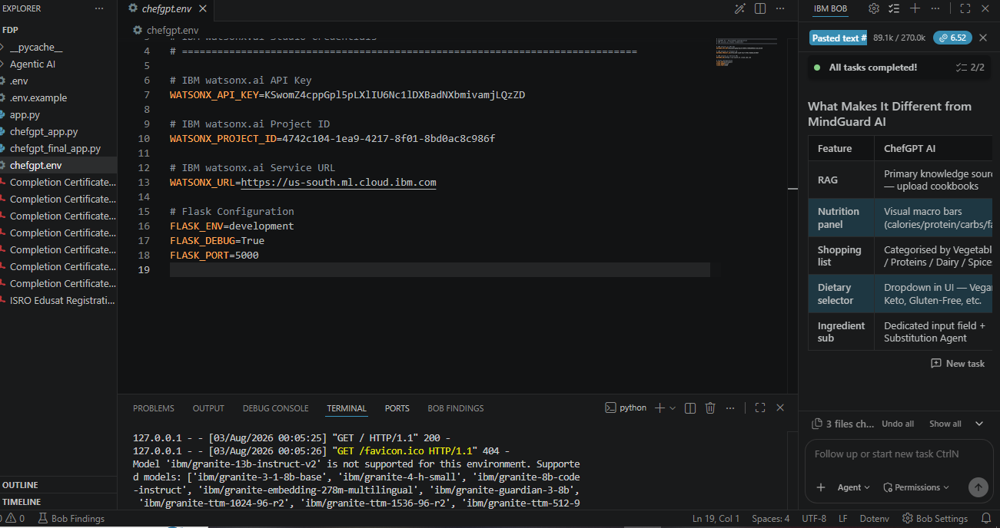 EXPLORER
FDP
__pycache__
Agentic AI
.env
.env.example
app.py
chefgpt_app.py
chefgpt_final_app.py
chefgpt.env
Completion Certificate...
Completion Certificate...
Completion Certificate...
Completion Certificate...
Completion Certificate...
Completion Certificate...
Completion Certificate...
ISRO Edusat Registrati...
OUTLINE
TIMELINE
chefgpt.env
chefgpt.env
3 # IBM watsonx.ai Studio Credentials
4 # =============================================================================
5
6 # IBM watsonx.ai API Key
7 WATSONX_API_KEY=KSwomZ4cppGpl5pLXlIU6Nc1lDXBadNXbmivamjLQzZD
8
9 # IBM watsonx.ai Project ID
10 WATSONX_PROJECT_ID=4742c104-1ea9-4217-8f01-8bd0ac8c986f
11
12 # IBM watsonx.ai Service URL
13 WATSONX_URL=https://us-south.ml.cloud.ibm.com
14
15 # Flask Configuration
16 FLASK_ENV=development
17 FLASK_DEBUG=True
18 FLASK_PORT=5000
19
PROBLEMS OUTPUT DEBUG CONSOLE TERMINAL PORTS BOB FINDINGS
python
127.0.0.1 - - [03/Aug/2026 00:05:25] "GET / HTTP/1.1" 200 -
127.0.0.1 - - [03/Aug/2026 00:05:26] "GET /favicon.ico HTTP/1.1" 404 -
Model 'ibm/granite-13b-instruct-v2' is not supported for this environment. Supporte
d models: ['ibm/granite-3-1-8b-base', 'ibm/granite-4-h-small', 'ibm/granite-8b-code
-instruct', 'ibm/granite-embedding-278m-multilingual', 'ibm/granite-guardian-3-8b',
'ibm/granite-ttm-1024-96-r2', 'ibm/granite-ttm-1536-96-r2', 'ibm/granite-ttm-512-9
IBM BOB
Pasted text # 89.1k / 270.0k 6.52
All tasks completed! 2/2
What Makes It Different from
MindGuard AI
Feature ChefGPT AI
RAG
Primary knowledge sour
— upload cookbooks
Nutrition
panel
Visual macro bars
(calories/protein/carbs/fa
Shopping
list
Categorised by Vegetabl
/ Proteins / Dairy / Spice
Dietary
selector
Dropdown in UI — Vegan
Keto, Gluten-Free, etc.
Ingredient
sub
Dedicated input field +
Substitution Agent
New task
3 files ch... Undo all Show all
Follow up or start new task CtrlN
Agent Permissions
0 0 Bob Findings
Ln 19, Col 1 Spaces: 4 UTF-8 LF Dotenv Bob Settings